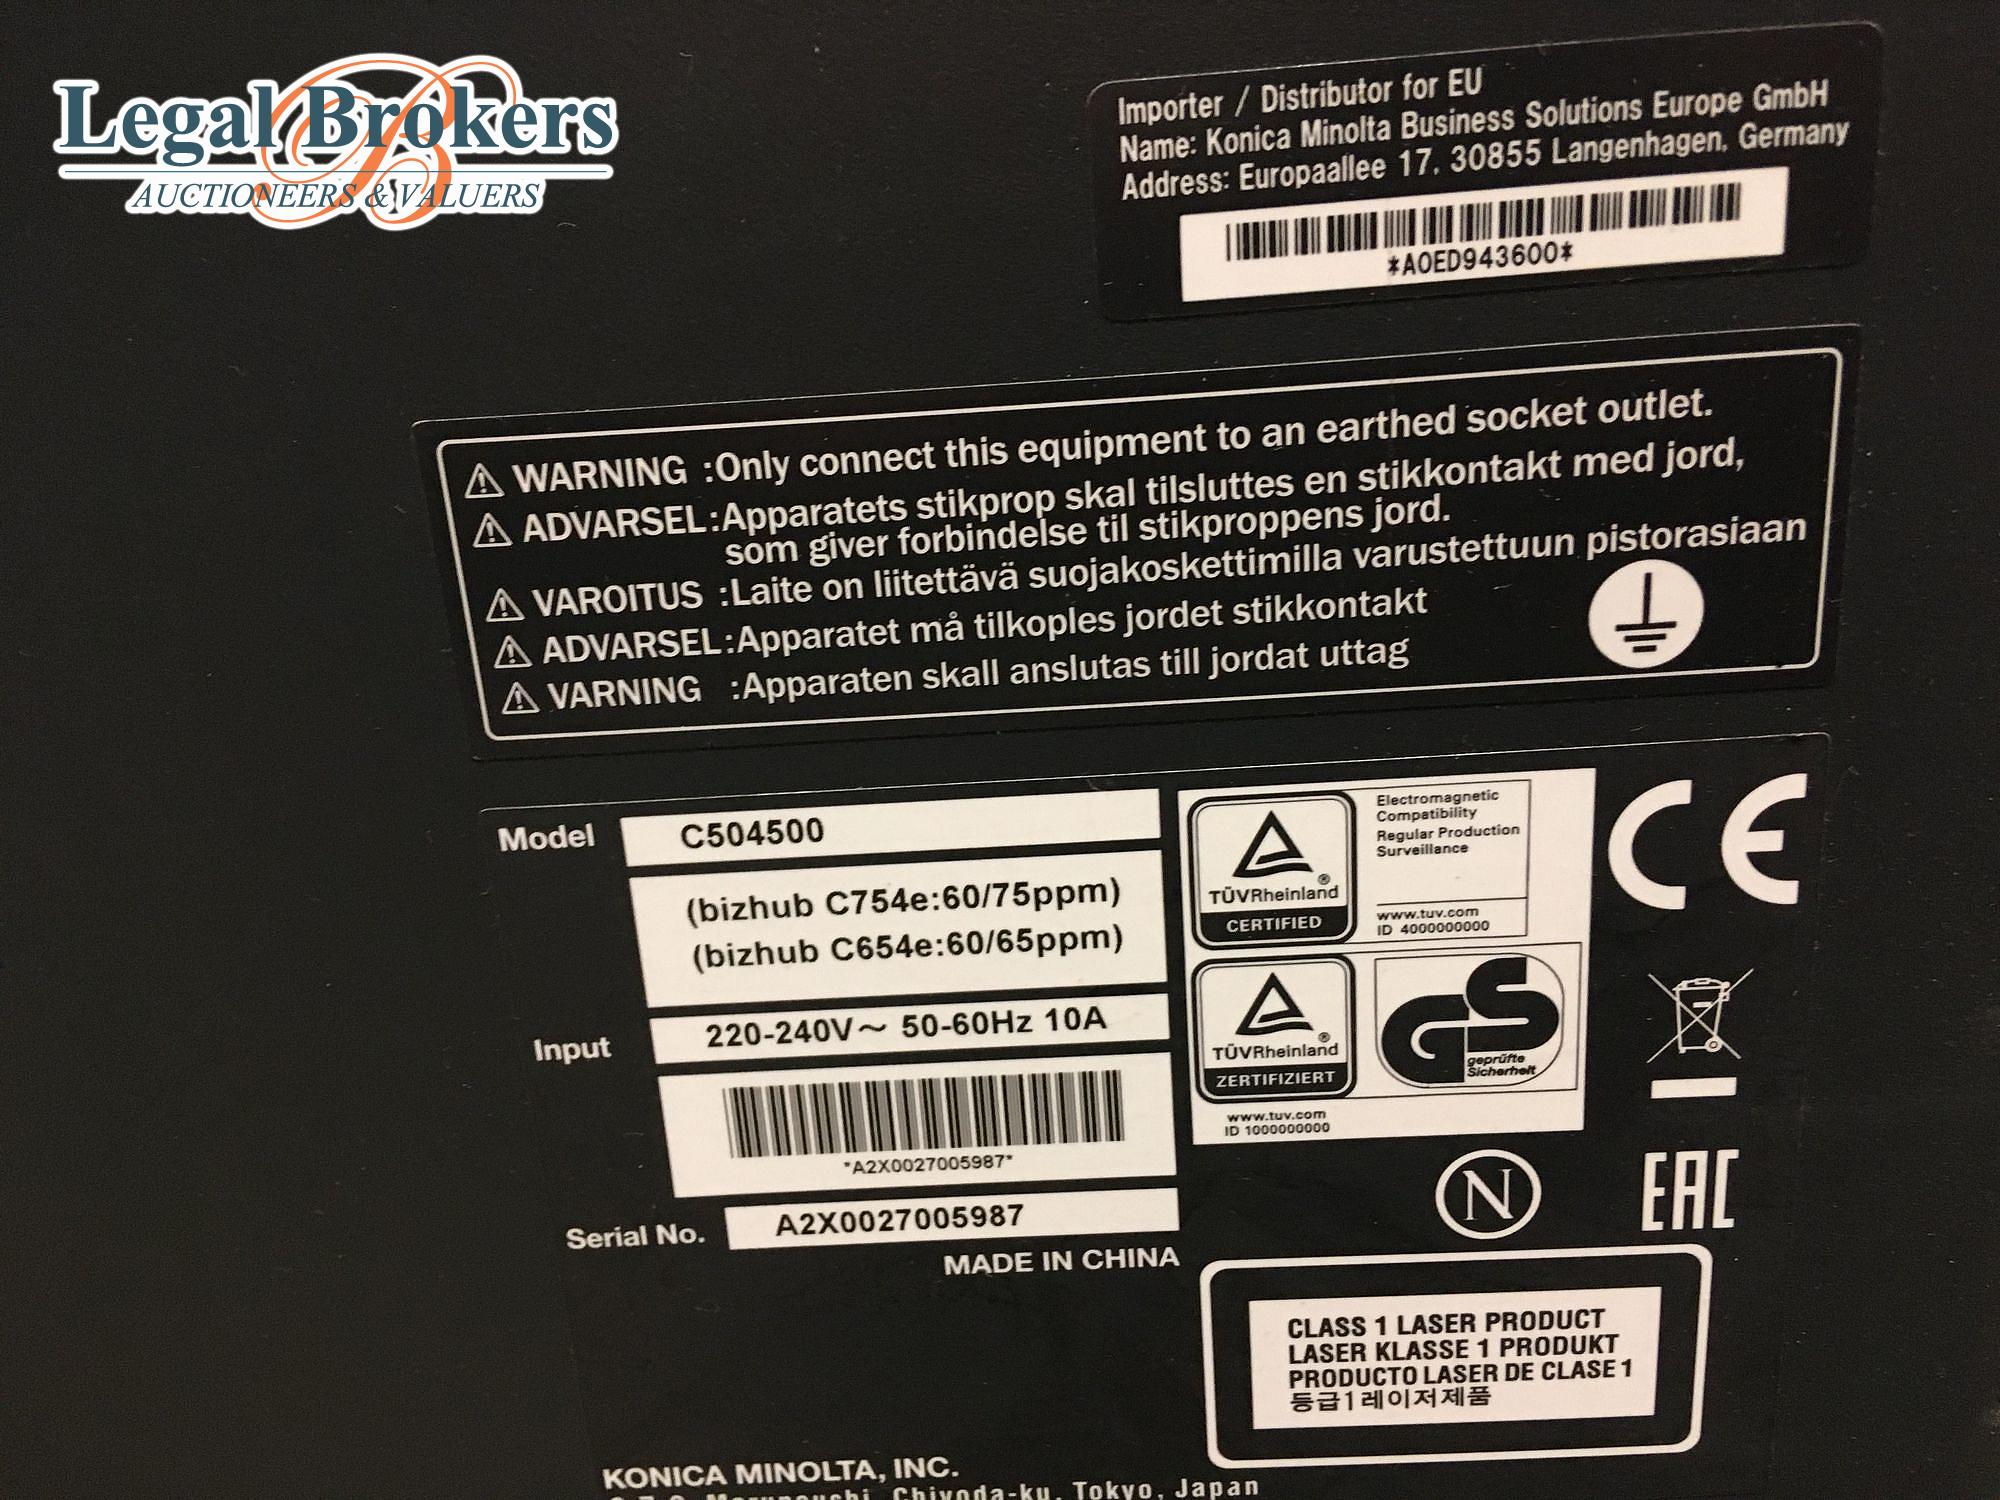 Legal Brokers
AUCTIONEERS & VALUERS
Importer / Distributor for EU
Name: Konica Minolta Business Solutions Europe GmbH
Address: Europaallee 17, 30855 Langenhagen, Germany
*A0ED943600*
WARNING :Only connect this equipment to an earthed socket outlet.
ADVARSEL:Apparatets stikprop skal tilsluttes en stikkontakt med jord,
som giver forbindelse til stikproppens jord.
VAROITUS :Laite on liitettävä suojakoskettimilla varustettuun pistorasiaan
ADVARSEL:Apparatet må tilkoples jordet stikkontakt
VARNING :Apparaten skall anslutas till jordat uttag
Model C504500
(bizhub C754e:60/75ppm)
(bizhub C654e:60/65ppm)
Input 220-240V～ 50-60Hz 10A
*A2X0027005987*
Serial No. A2X0027005987
MADE IN CHINA
TÜVRheinland®
CERTIFIED
Electromagnetic
Compatibility
Regular Production
Surveillance
www.tuv.com
ID 4000000000
TÜVRheinland®
ZERTIFIZIERT
www.tuv.com
ID 1000000000
GS
geprüfte
Sicherheit
CE
N
EAC
CLASS 1 LASER PRODUCT
LASER KLASSE 1 PRODUKT
PRODUCTO LASER DE CLASE 1
등급1레이저제품
KONICA MINOLTA, INC.
Chiyoda-ku, Tokyo, Japan